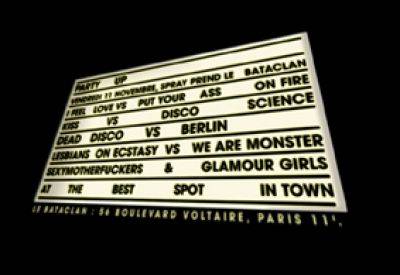 PARTY UP
VENDREDI 11 NOVEMBRE, SPRAY PREND LE BATACLAN
I FEEL LOVE VS PUT YOUR ASS ON FIRE
KISS VS DISCO SCIENCE
DEAD DISCO VS BERLIN
LESBIANS ON ECSTASY VS WE ARE MONSTER
SEXYMOTHERFUCKERS & GLAMOUR GIRLS
AT THE BEST SPOT IN TOWN
LE BATACLAN : 56 BOULEVARD VOLTAIRE, PARIS 11'.